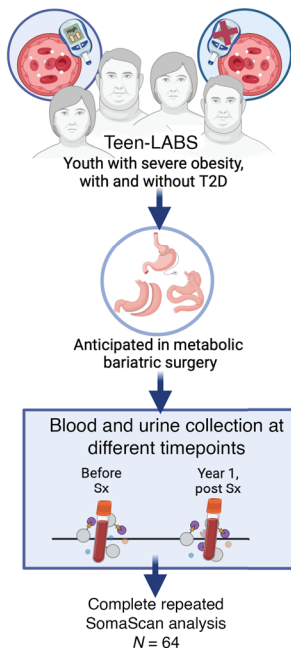 Teen-LABS
Youth with severe obesity,
with and without T2D
Anticipated in metabolic
bariatric surgery
Blood and urine collection at
different timepoints
Before
Sx
Year 1,
post Sx
Complete repeated
SomaScan analysis
N = 64